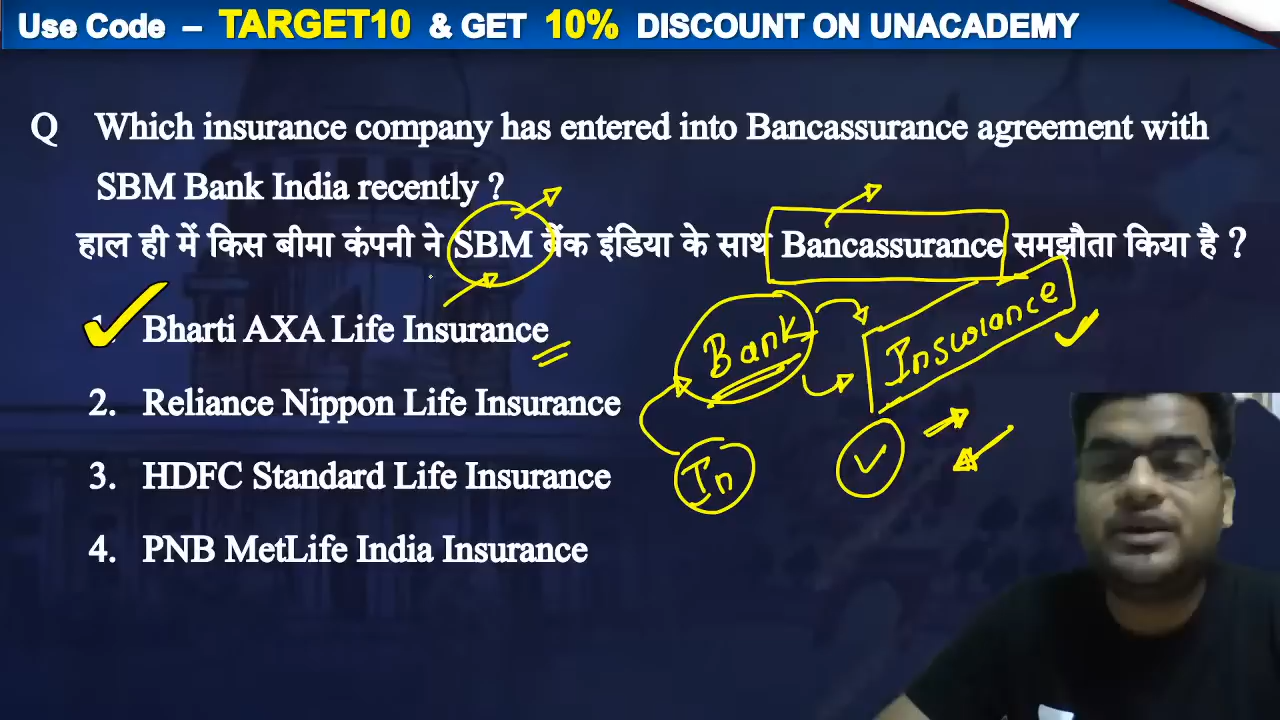 Use Code – TARGET10 & GET 10% DISCOUNT ON UNACADEMY
Q Which insurance company has entered into Bancassurance agreement with
SBM Bank India recently ?
हाल ही में किस बीमा कंपनी ने SBM बैंक इंडिया के साथ Bancassurance समझौता किया है ?
Bharti AXA Life Insurance
2. Reliance Nippon Life Insurance
3. HDFC Standard Life Insurance
4. PNB MetLife India Insurance
Bank
Insurance
In